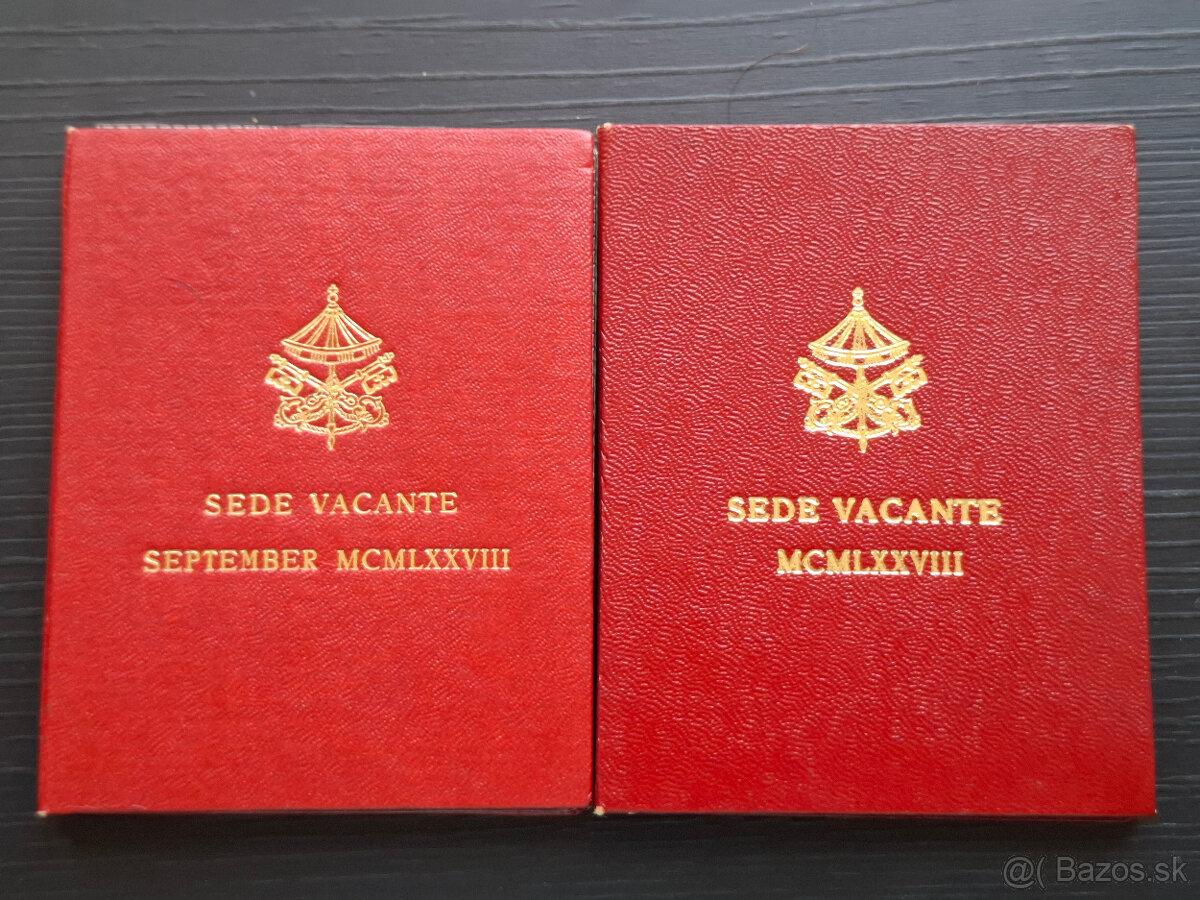 SEDE VACANTE
SEPTEMBER MCMLXXVIII
SEDE VACANTE
MCMLXXVIII
@( Bazos.sk